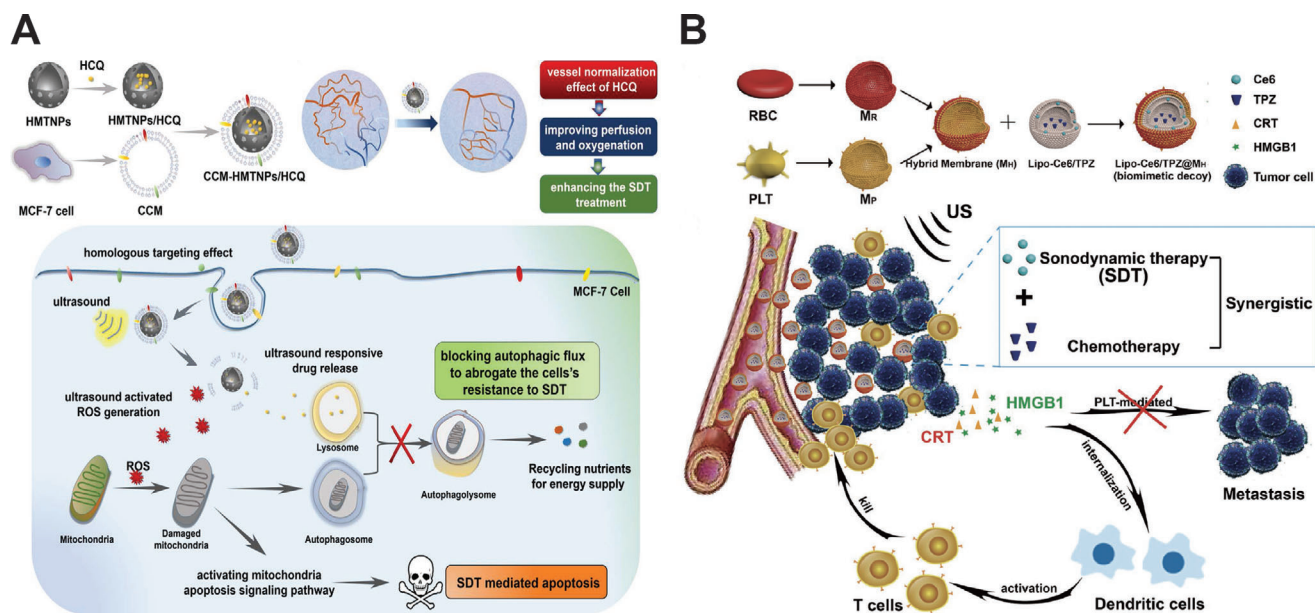 A
HCQ
HMTNPs
HMTNPs/HCQ
MCF-7 cell
CCM
CCM-HMTNPs/HCQ
vessel normalization
effect of HCQ
improving perfusion
and oxygenation
enhancing the SDT
treatment
homologous targeting effect
MCF-7 Cell
ultrasound
ultrasound responsive
drug release
blocking autophagic flux
to abrogate the cells's
resistance to SDT
ultrasound activated
ROS generation
Lysosome
Autophagolysome
Recycling nutrients
for energy supply
ROS
Mitochondria
Damaged
mitochondria
Autophagosome
activating mitochondria
apoptosis signaling pathway
SDT mediated apoptosis
B
RBC
MR
PLT
MP
Hybrid Membrane (MH)
+
Lipo-Ce6/TPZ
Lipo-Ce6/TPZ@MH
(biomimetic decoy)
Ce6
TPZ
CRT
HMGB1
Tumor cell
US
Sonodynamic therapy
(SDT)
+
Chemotherapy
Synergistic
HMGB1
CRT
PLT-mediated
Metastasis
internalization
kill
T cells
activation
Dendritic cells